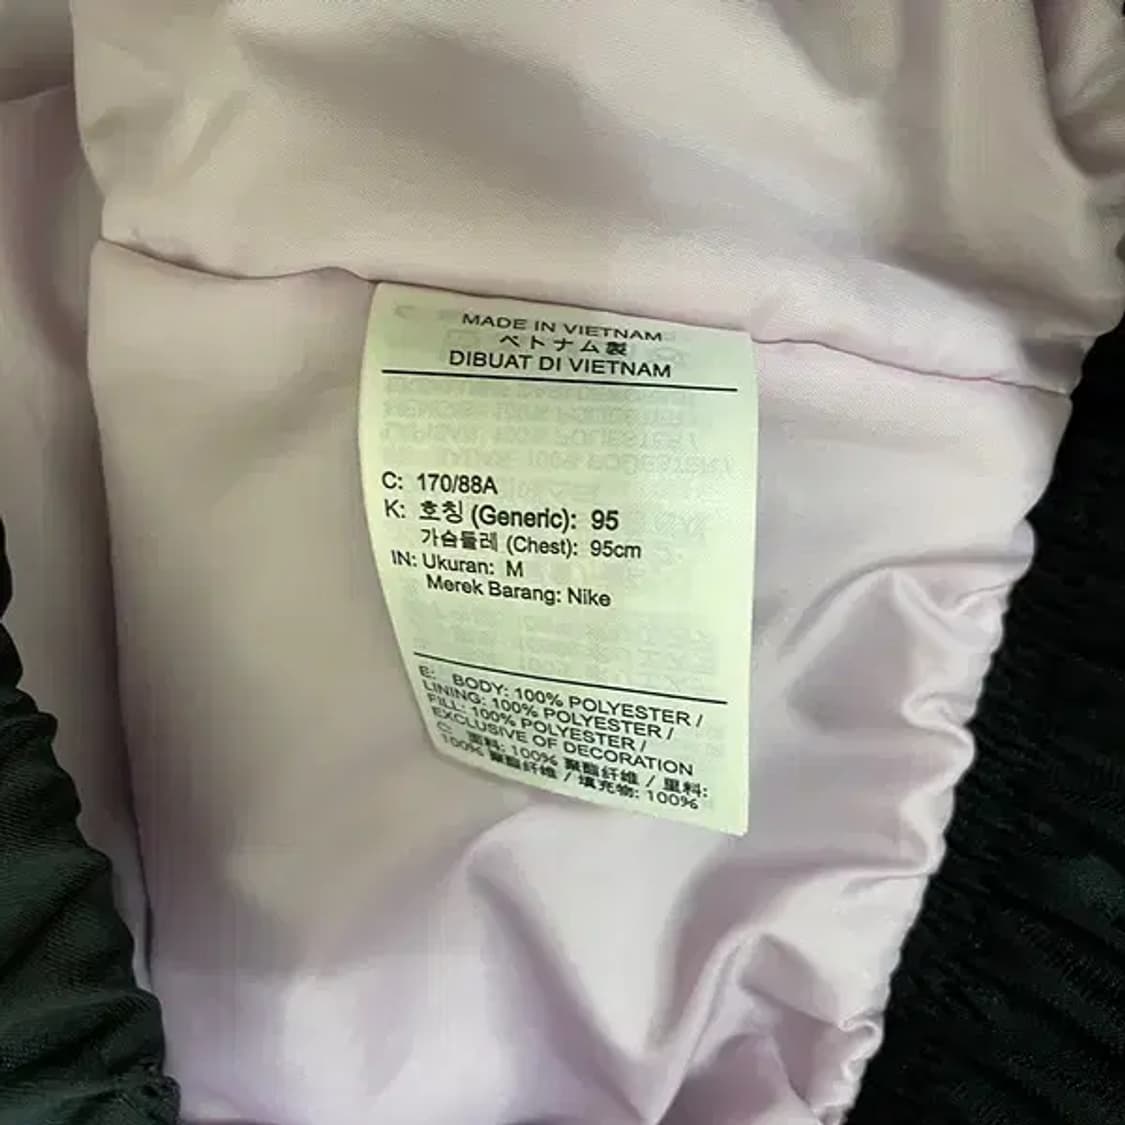 MADE IN VIETNAM
ベトナム製
DIBUAT DI VIETNAM
C: 170/88A
K: 호칭 (Generic): 95
가슴둘레 (Chest): 95cm
IN: Ukuran: M
Merek Barang: Nike
E: BODY: 100% POLYESTER /
LINING: 100% POLYESTER /
FILL: 100% POLYESTER /
EXCLUSIVE OF DECORATION
C: 面料: 100% 聚酯纤维 / 里料:
100% 聚酯纤维 / 填充物: 100%